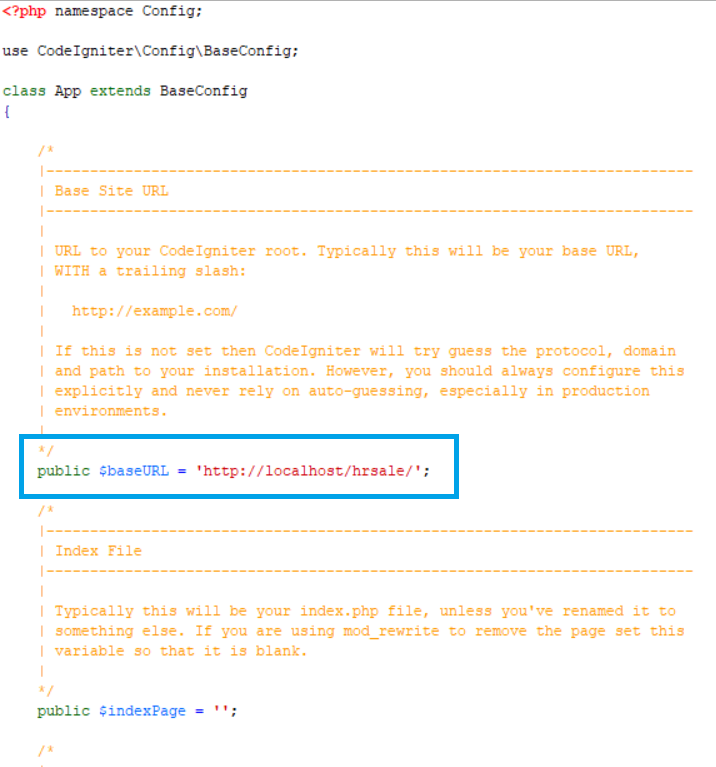 <?php namespace Config;
use CodeIgniter\Config\BaseConfig;
class App extends BaseConfig
{
/*
|--------------------------------------------------------------------------
| Base Site URL
|--------------------------------------------------------------------------
|
| URL to your CodeIgniter root. Typically this will be your base URL,
| WITH a trailing slash:
|
| http://example.com/
|
| If this is not set then CodeIgniter will try guess the protocol, domain
| and path to your installation. However, you should always configure this
| explicitly and never rely on auto-guessing, especially in production
| environments.
|
*/
public $baseURL = 'http://localhost/hrsale/';
/*
|--------------------------------------------------------------------------
| Index File
|--------------------------------------------------------------------------
|
| Typically this will be your index.php file, unless you've renamed it to
| something else. If you are using mod_rewrite to remove the page set this
| variable so that it is blank.
|
*/
public $indexPage = '';
/*